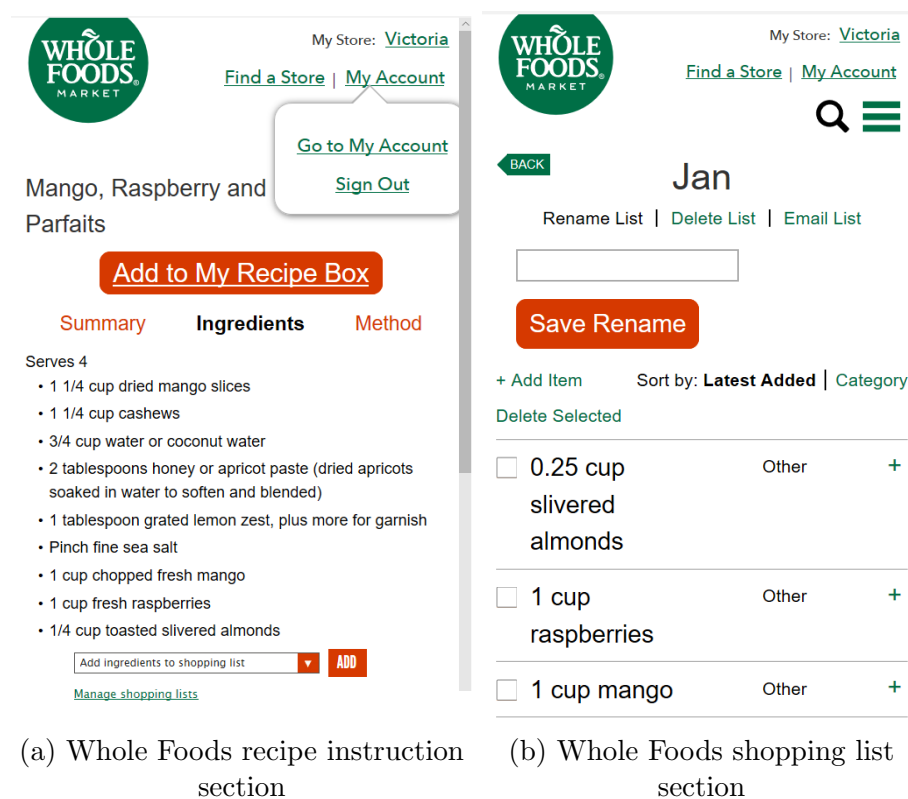 WHOLE
FOODS
MARKET
My Store: Victoria
Find a Store | My Account
Go to My Account
Sign Out
Mango, Raspberry and
Parfaits
Add to My Recipe Box
Summary Ingredients Method
Serves 4
• 1 1/4 cup dried mango slices
• 1 1/4 cup cashews
• 3/4 cup water or coconut water
• 2 tablespoons honey or apricot paste (dried apricots
soaked in water to soften and blended)
• 1 tablespoon grated lemon zest, plus more for garnish
• Pinch fine sea salt
• 1 cup chopped fresh mango
• 1 cup fresh raspberries
• 1/4 cup toasted slivered almonds
Add ingredients to shopping list ADD
Manage shopping lists
(a) Whole Foods recipe instruction
section
WHOLE
FOODS
MARKET
My Store: Victoria
Find a Store | My Account
BACK
Jan
Rename List | Delete List | Email List
Save Rename
+ Add Item Sort by: Latest Added | Category
Delete Selected
0.25 cup Other +
slivered
almonds
1 cup Other +
raspberries
1 cup mango Other +
(b) Whole Foods shopping list
section